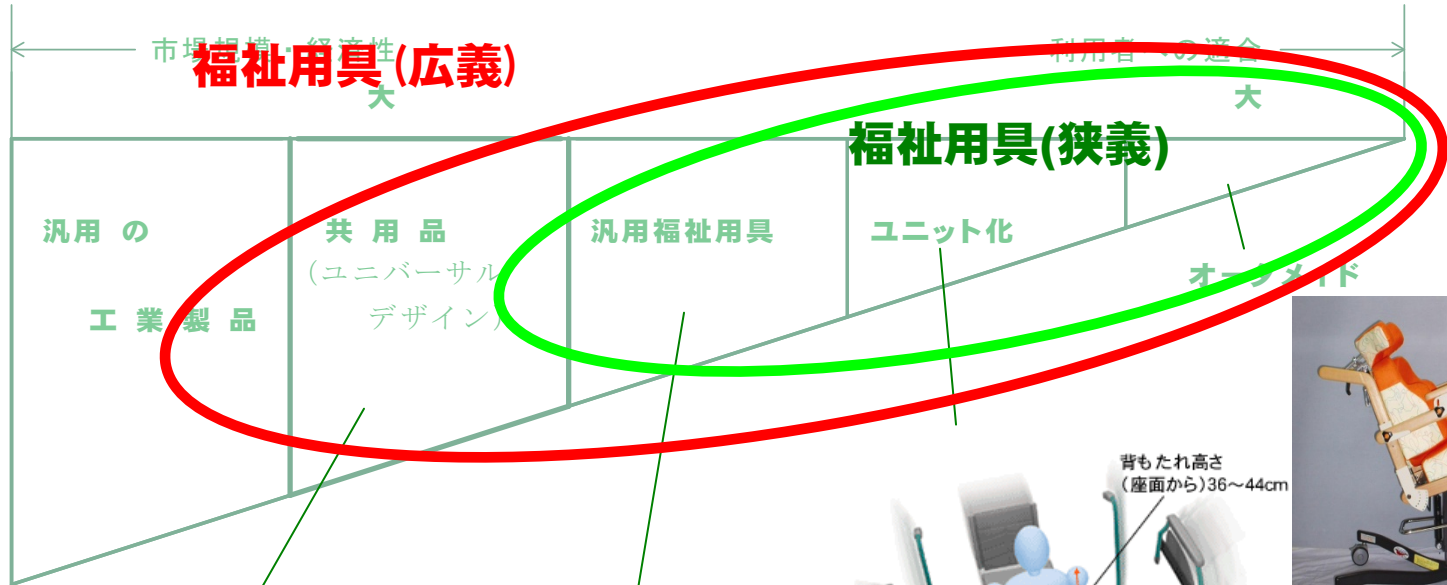 市場規模・経済性
利用者への適合
福祉用具(広義)
大
大
福祉用具(狭義)
汎用 の
工 業 製 品
共 用 品
(ユニバーサル
デザイン)
汎用福祉用具
ユニット化
オーダメイド
背もたれ高さ
(座面から)36～44cm